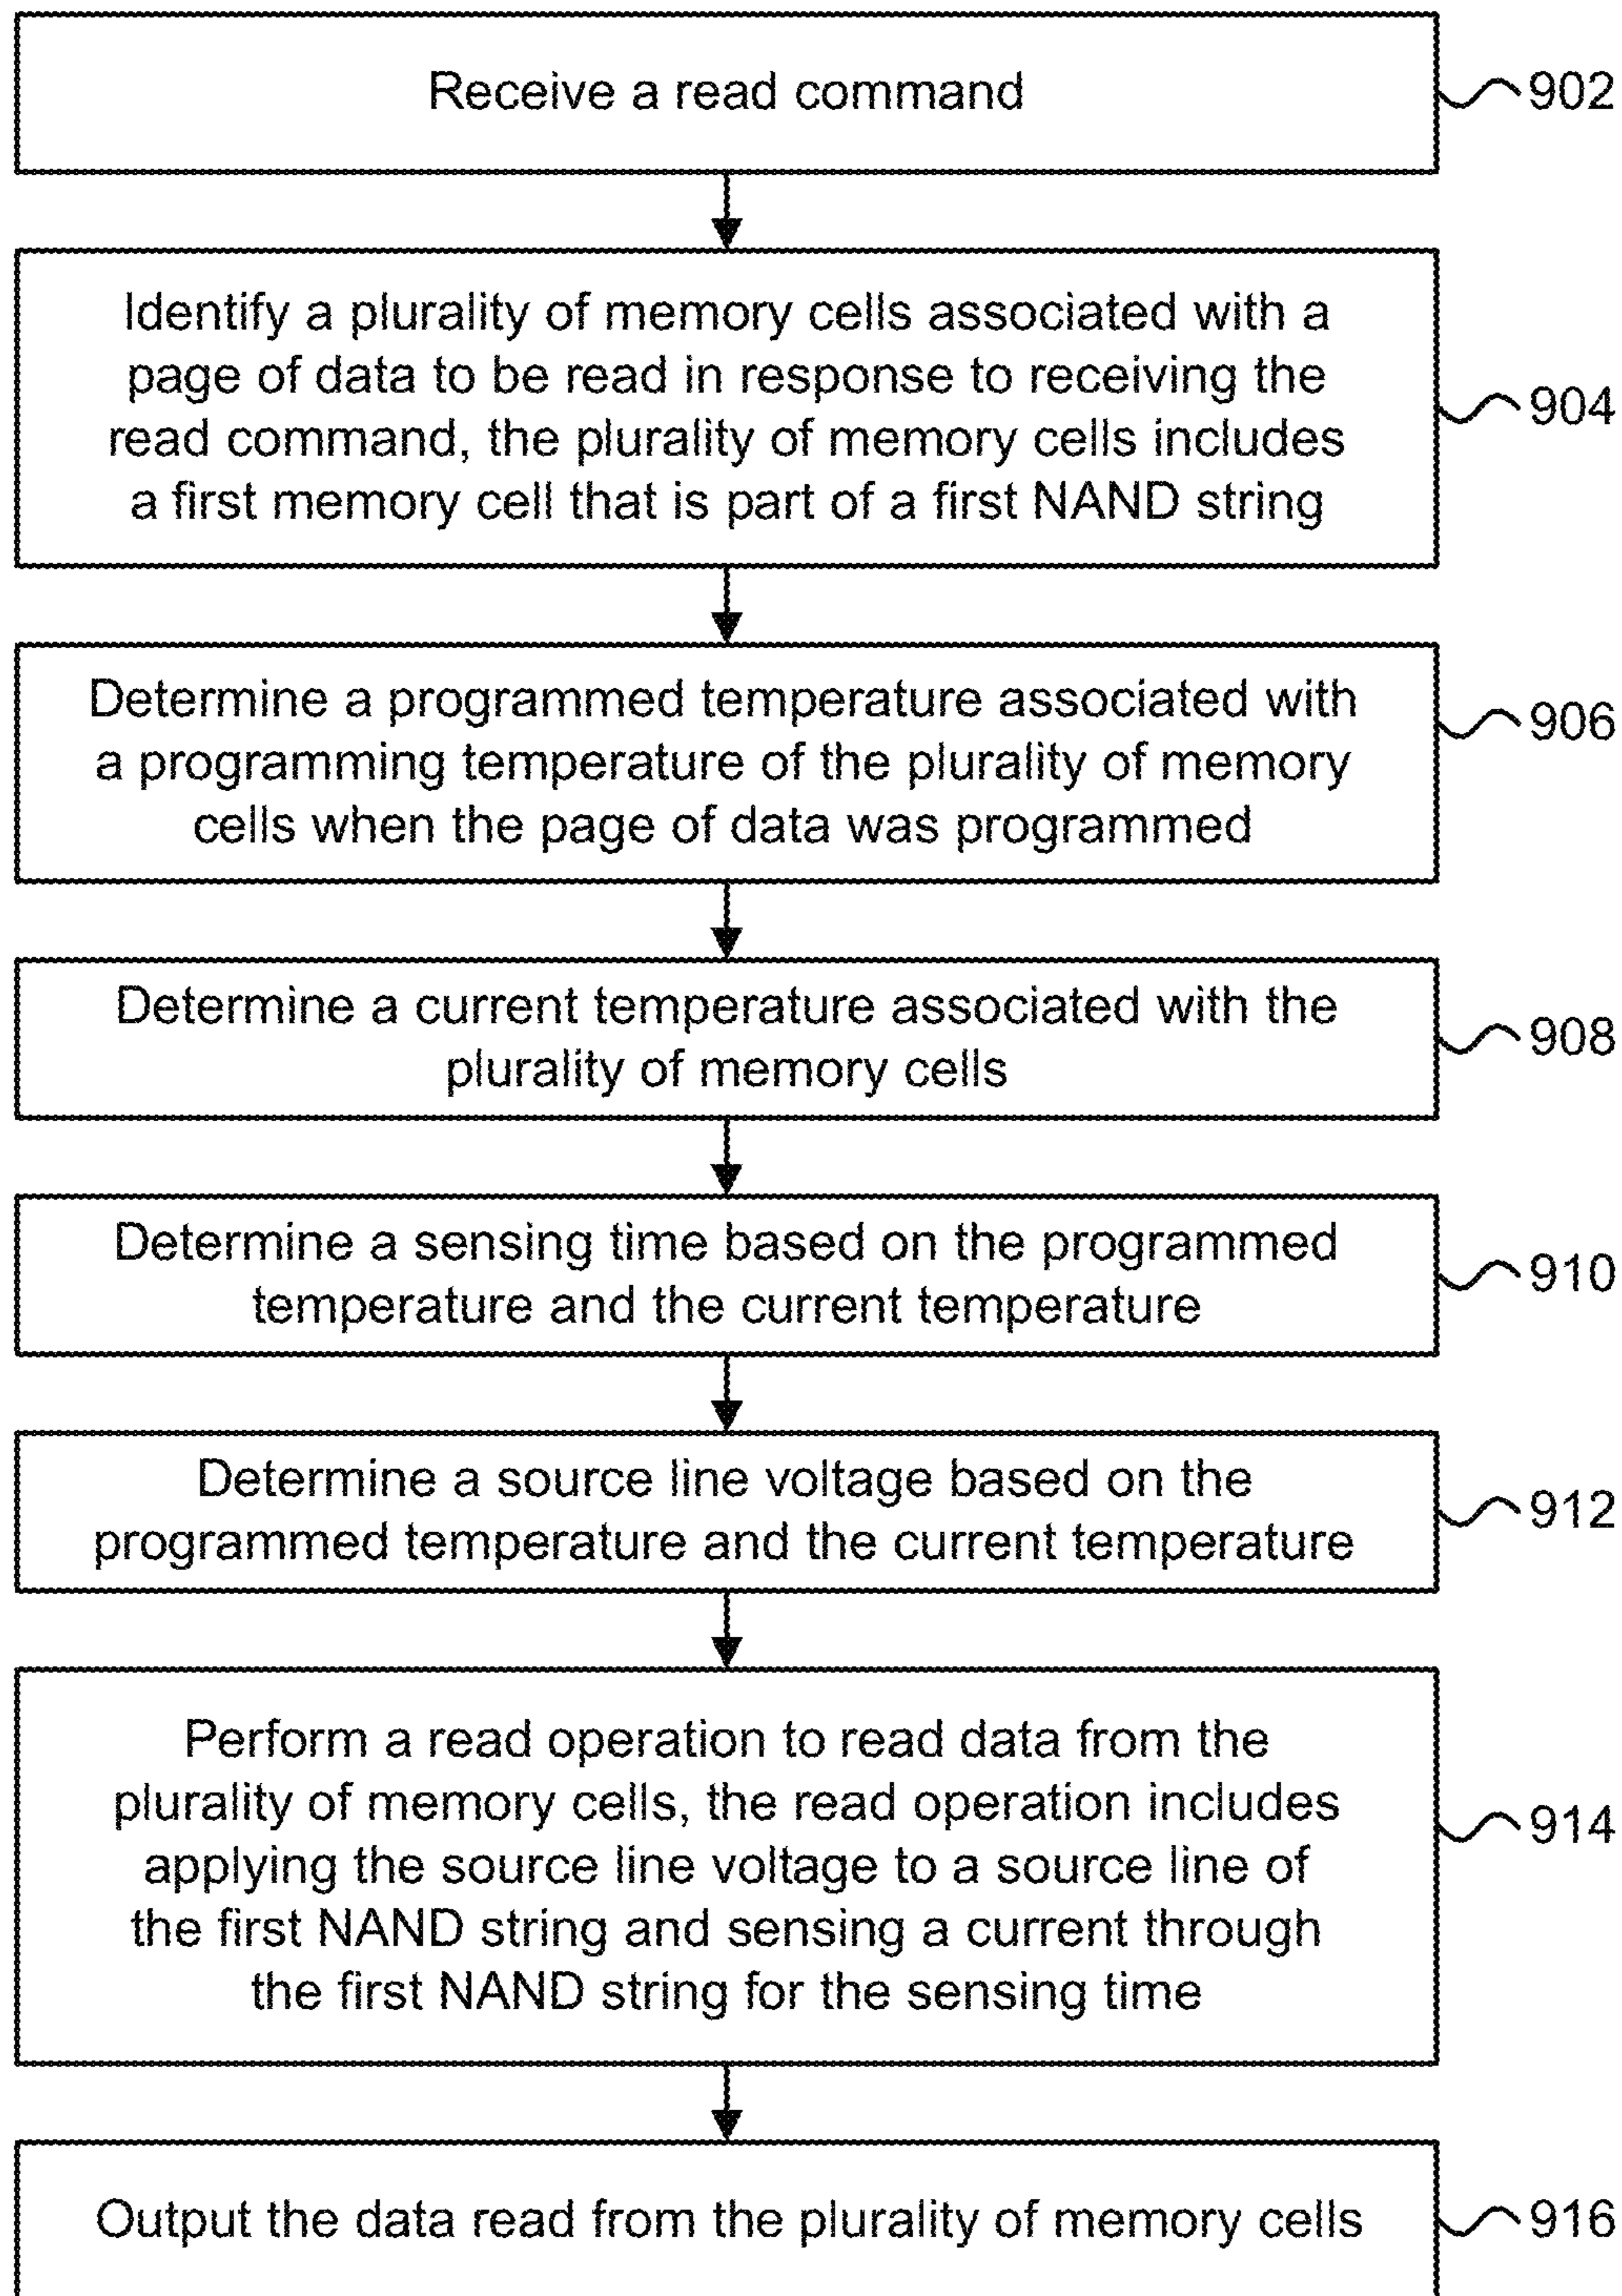 Receive a read command
902
Identify a plurality of memory cells associated with a
page of data to be read in response to receiving the
read command, the plurality of memory cells includes
a first memory cell that is part of a first NAND string
904
Determine a programmed temperature associated with
a programming temperature of the plurality of memory
cells when the page of data was programmed
906
Determine a current temperature associated with the
plurality of memory cells
908
Determine a sensing time based on the programmed
temperature and the current temperature
910
Determine a source line voltage based on the
programmed temperature and the current temperature
912
Perform a read operation to read data from the
plurality of memory cells, the read operation includes
applying the source line voltage to a source line of
the first NAND string and sensing a current through
the first NAND string for the sensing time
914
Output the data read from the plurality of memory cells
916